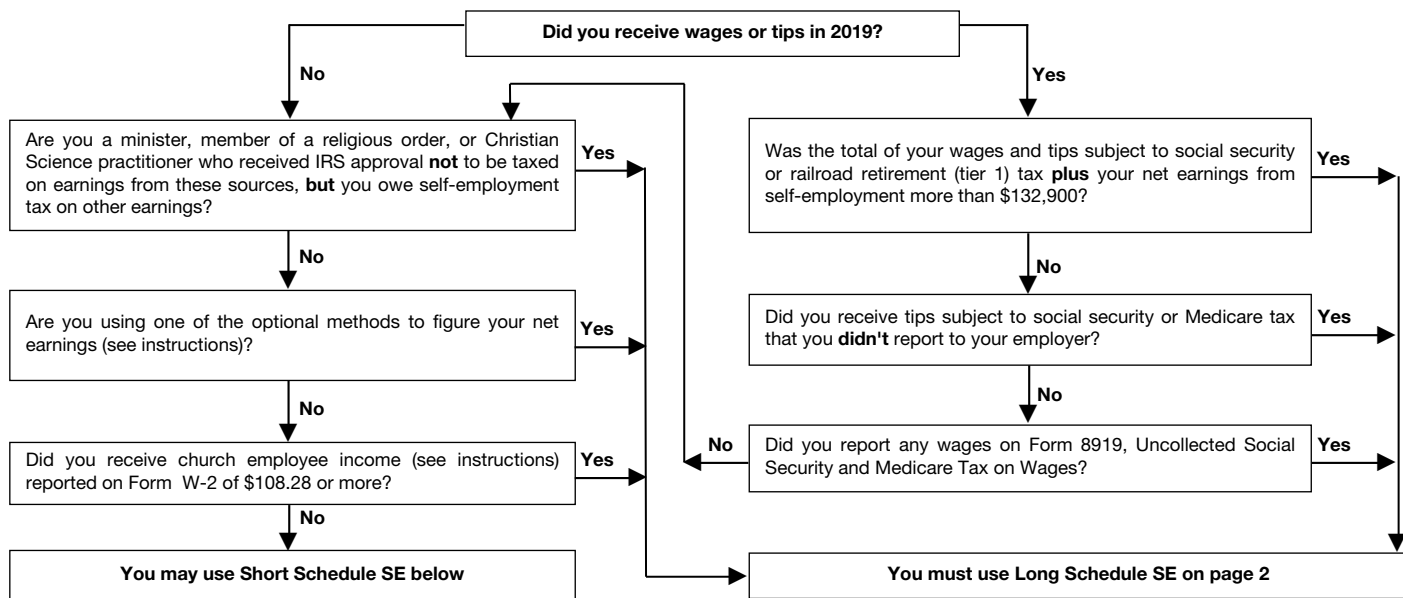 Did you receive wages or tips in 2019?
No
Yes
Are you a minister, member of a religious order, or Christian
Science practitioner who received IRS approval not to be taxed
on earnings from these sources, but you owe self-employment
tax on other earnings?
Yes
Was the total of your wages and tips subject to social security
or railroad retirement (tier 1) tax plus your net earnings from
self-employment more than $132,900?
Yes
No
No
Are you using one of the optional methods to figure your net
earnings (see instructions)?
Yes
Did you receive tips subject to social security or Medicare tax
that you didn't report to your employer?
Yes
No
No
Did you receive church employee income (see instructions)
reported on Form W-2 of $108.28 or more?
Yes
No
Did you report any wages on Form 8919, Uncollected Social
Security and Medicare Tax on Wages?
Yes
No
You may use Short Schedule SE below
You must use Long Schedule SE on page 2